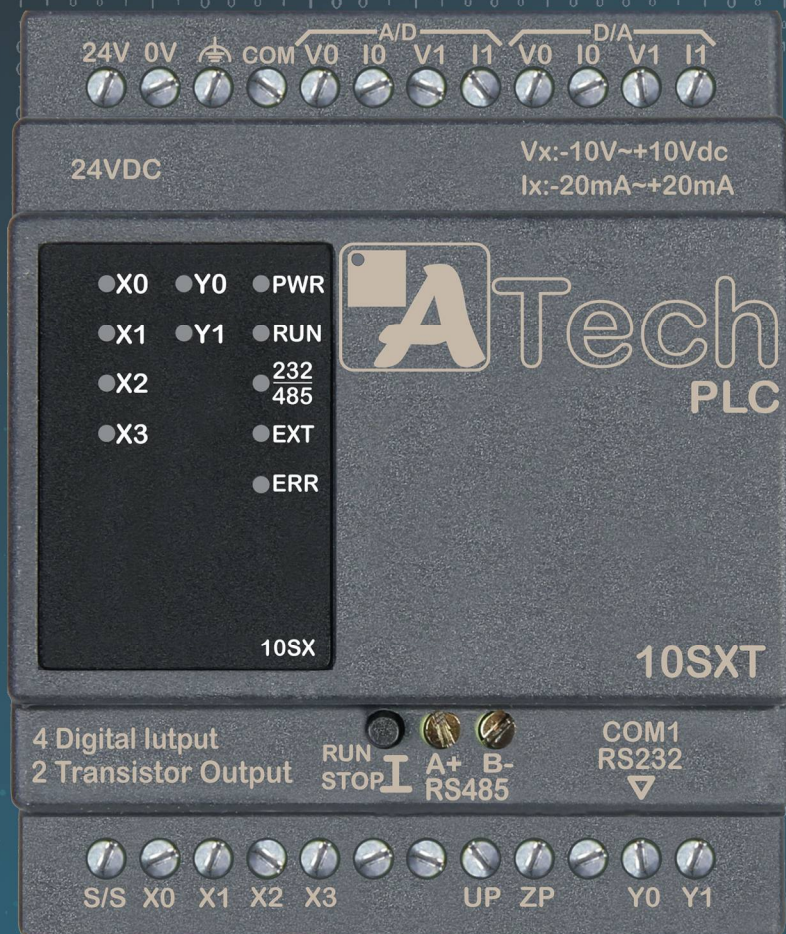 A/D D/A
24V 0V COM V0 I0 V1 I1 V0 I0 V1 I1
24VDC
Vx:-10V~+10Vdc
Ix:-20mA~+20mA
X0 Y0 PWR
X1 Y1 RUN
X2 232
485
X3 EXT
ERR
10SX
ATech
PLC
10SXT
4 Digital Iutput
2 Transistor Output
RUN
STOP
A+ B-
RS485
COM1
RS232
S/S X0 X1 X2 X3 UP ZP Y0 Y1